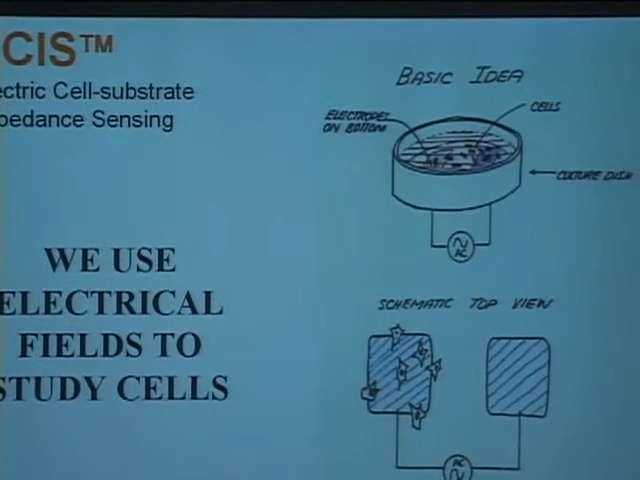 CIS™
ectric Cell-substrate
pedance Sensing
WE USE
ELECTRICAL
FIELDS TO
STUDY CELLS
BASIC IDEA
ELECTRODES
ON BOTTOM
CELLS
CULTURE DISH
AC
SCHEMATIC TOP VIEW
AC